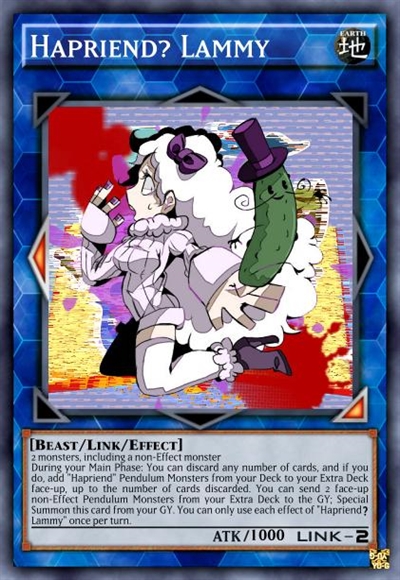 HAPRIEND? LAMMY
EARTH
地
[BEAST/LINK/EFFECT]
2 monsters, including a non-Effect monster
During your Main Phase: You can discard any number of cards, and if you
do, add "Hapriend" Pendulum Monsters from your Deck to your Extra Deck
face-up, up to the number of cards discarded. You can send 2 face-up
non-Effect Pendulum Monsters from your Extra Deck to the GY; Special
Summon this card from your GY. You can only use each effect of "Hapriend?
Lammy" once per turn.
ATK/1000 LINK-2